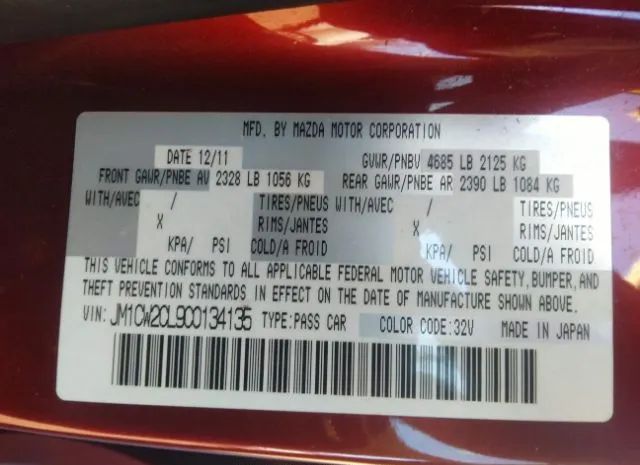 MFD. BY MAZDA MOTOR CORPORATION
DATE 12/11 GVWR/PNBV 4685 LB 2125 KG
FRONT GAWR/PNBE AV 2328 LB 1056 KG REAR GAWR/PNBE AR 2390 LB 1084 KG
WITH/AVEC / TIRES/PNEUS WITH/AVEC / TIRES/PNEUS
X RIMS/JANTES X RIMS/JANTES
KPA/ PSI COLD/A FROID KPA/ PSI COLD/A FROID
THIS VEHICLE CONFORMS TO ALL APPLICABLE FEDERAL MOTOR VEHICLE SAFETY,BUMPER,AND
THEFT PREVENTION STANDARDS IN EFFECT ON THE DATE OF MANUFACTURE SHOWN ABOVE.
VIN: JM1CW2CL9C0134135 TYPE:PASS CAR COLOR CODE:32V MADE IN JAPAN